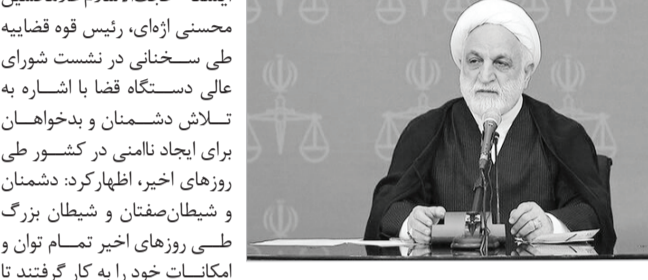 محسنی اژه‌ای، رئیس قوه قضاییه
طی سخنانی در نشست شورای
عالی دستگاه قضا با اشاره به
تلاش دشمنان و بدخواهان
برای ایجاد ناامنی در کشور طی
روزهای اخیر، اظهار کرد: دشمنان
و شیطان‌صفتان و شیطان بزرگ
طی روزهای اخیر تمام توان و
امکانات خود را به کار گرفتند تا